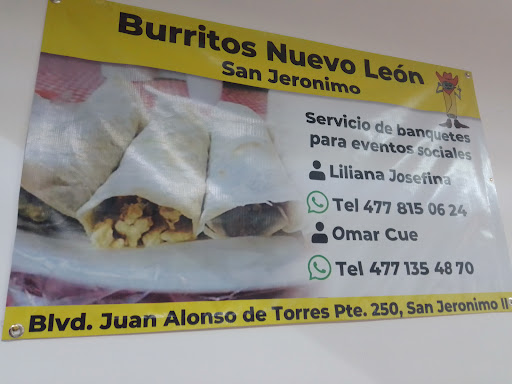 Burritos Nuevo León
San Jeronimo
Servicio de banquetes
para eventos sociales
Liliana Josefina
Tel 477 815 06 24
Omar Cue
Tel 477 135 48 70
Blvd. Juan Alonso de Torres Pte. 250, San Jeronimo II